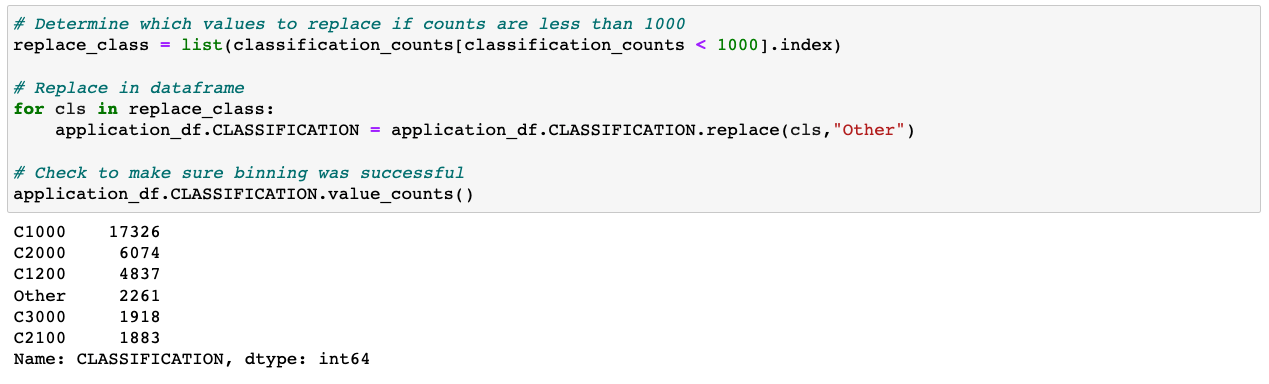 # Determine which values to replace if counts are less than 1000
replace_class = list(classification_counts[classification_counts < 1000].index)
# Replace in dataframe
for cls in replace_class:
    application_df.CLASSIFICATION = application_df.CLASSIFICATION.replace(cls,"Other")
# Check to make sure binning was successful
application_df.CLASSIFICATION.value_counts()
C1000    17326
C2000     6074
C1200     4837
Other     2261
C3000     1918
C2100     1883
Name: CLASSIFICATION, dtype: int64